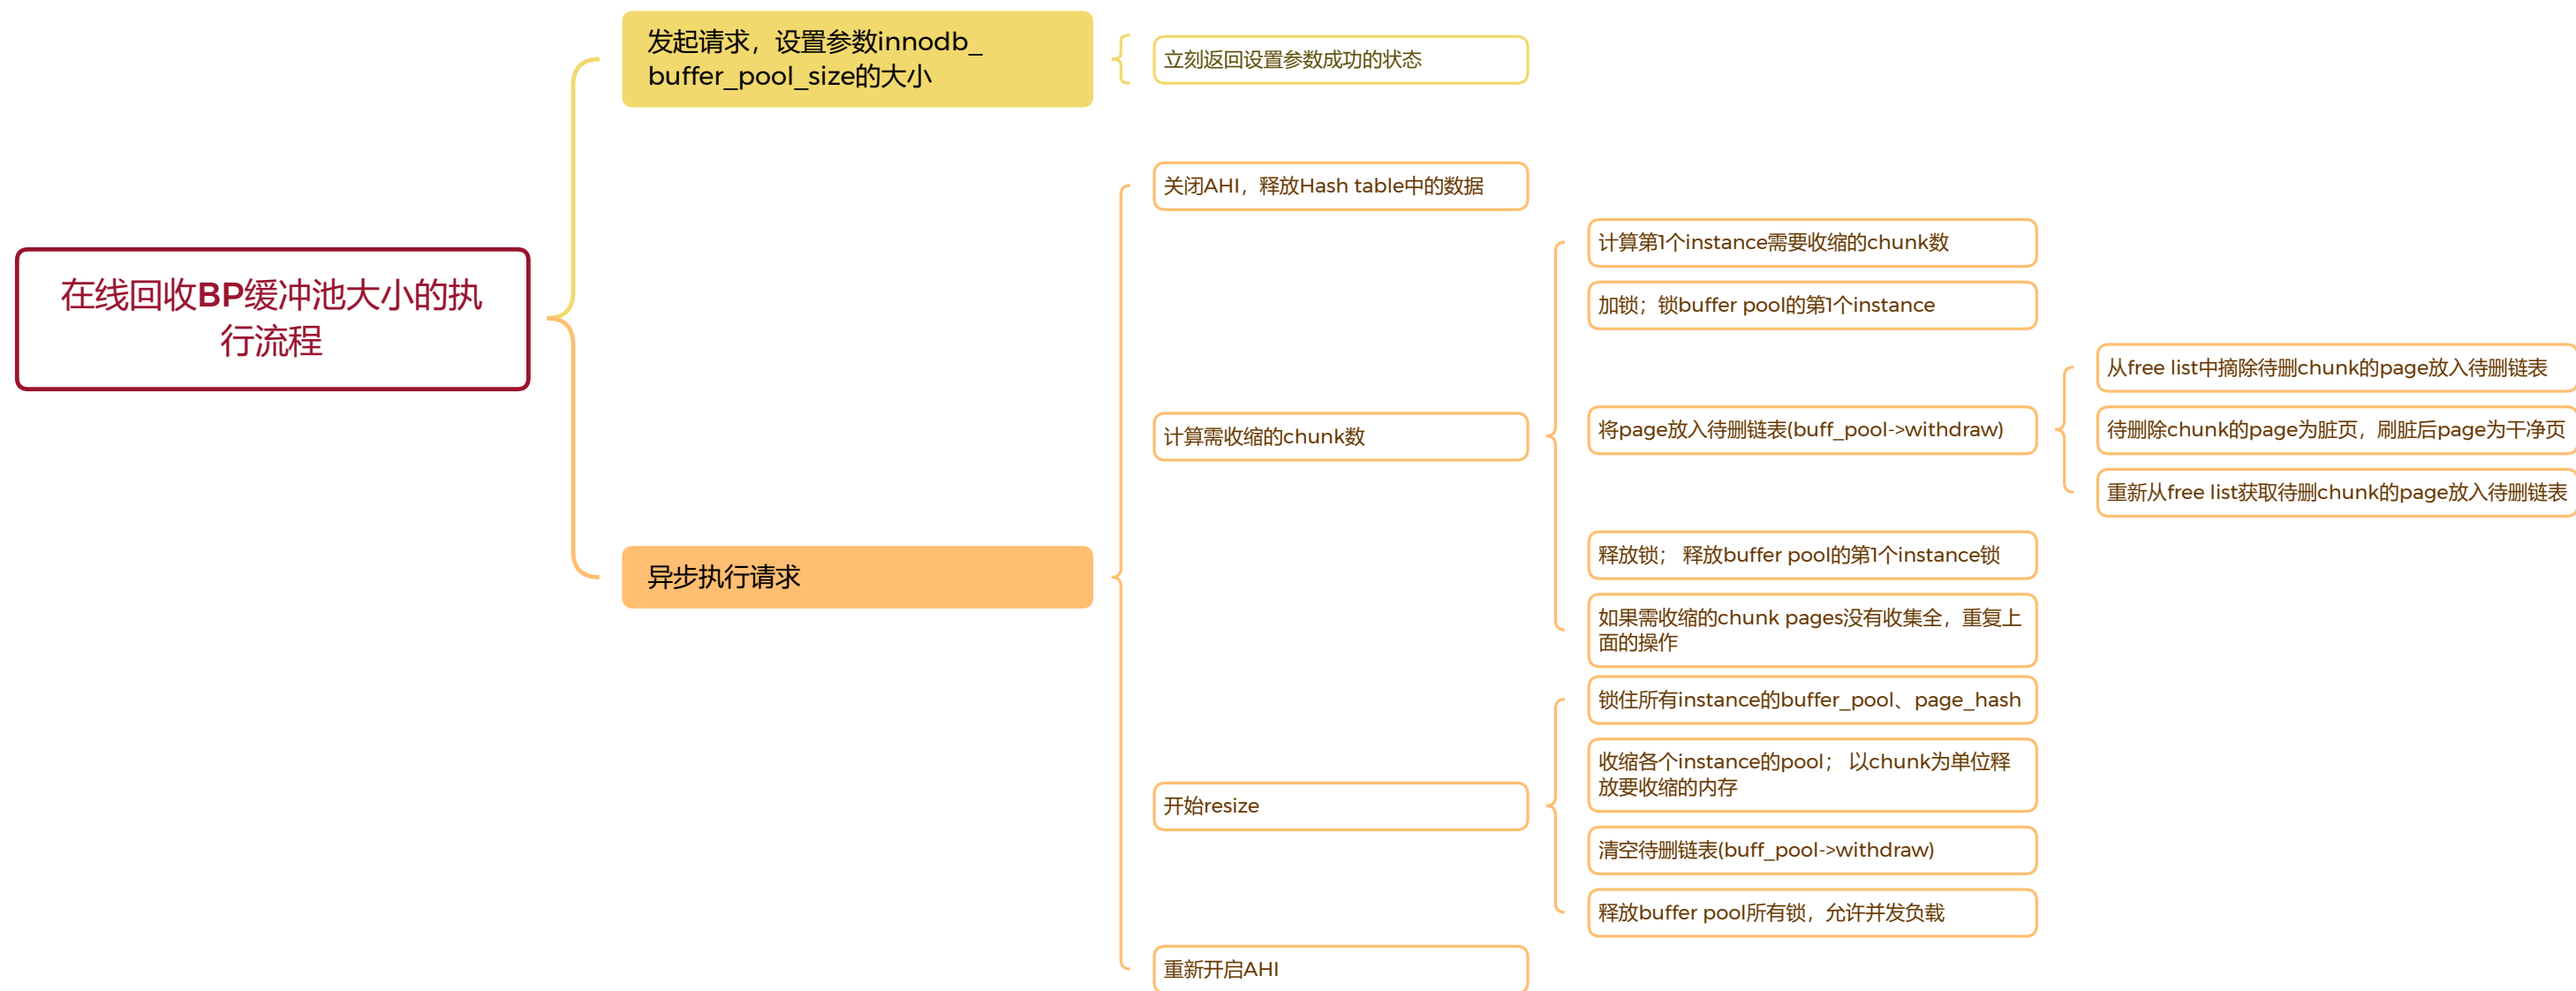 在线回收BP缓冲池大小的执
行流程
发起请求，设置参数innodb_
buffer_pool_size的大小
立刻返回设置参数成功的状态
异步执行请求
关闭AHI，释放Hash table中的数据
计算需收缩的chunk数
计算第1个instance需要收缩的chunk数
加锁；锁buffer pool的第1个instance
将page放入待删链表(buff_pool->withdraw)
从free list中摘除待删chunk的page放入待删链表
待删除chunk的page为脏页，刷脏后page为干净页
重新从free list获取待删chunk的page放入待删链表
释放锁； 释放buffer pool的第1个instance锁
如果需收缩的chunk pages没有收集全，重复上
面的操作
开始resize
锁住所有instance的buffer_pool、page_hash
收缩各个instance的pool； 以chunk为单位释
放要收缩的内存
清空待删链表(buff_pool->withdraw)
释放buffer pool所有锁，允许并发负载
重新开启AHI